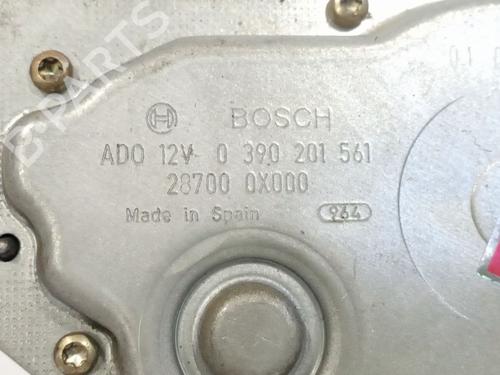 BOSCH
ADO 12V- 0 390 201 561
28700 0X000
Made in Spain 964
B-PARTS